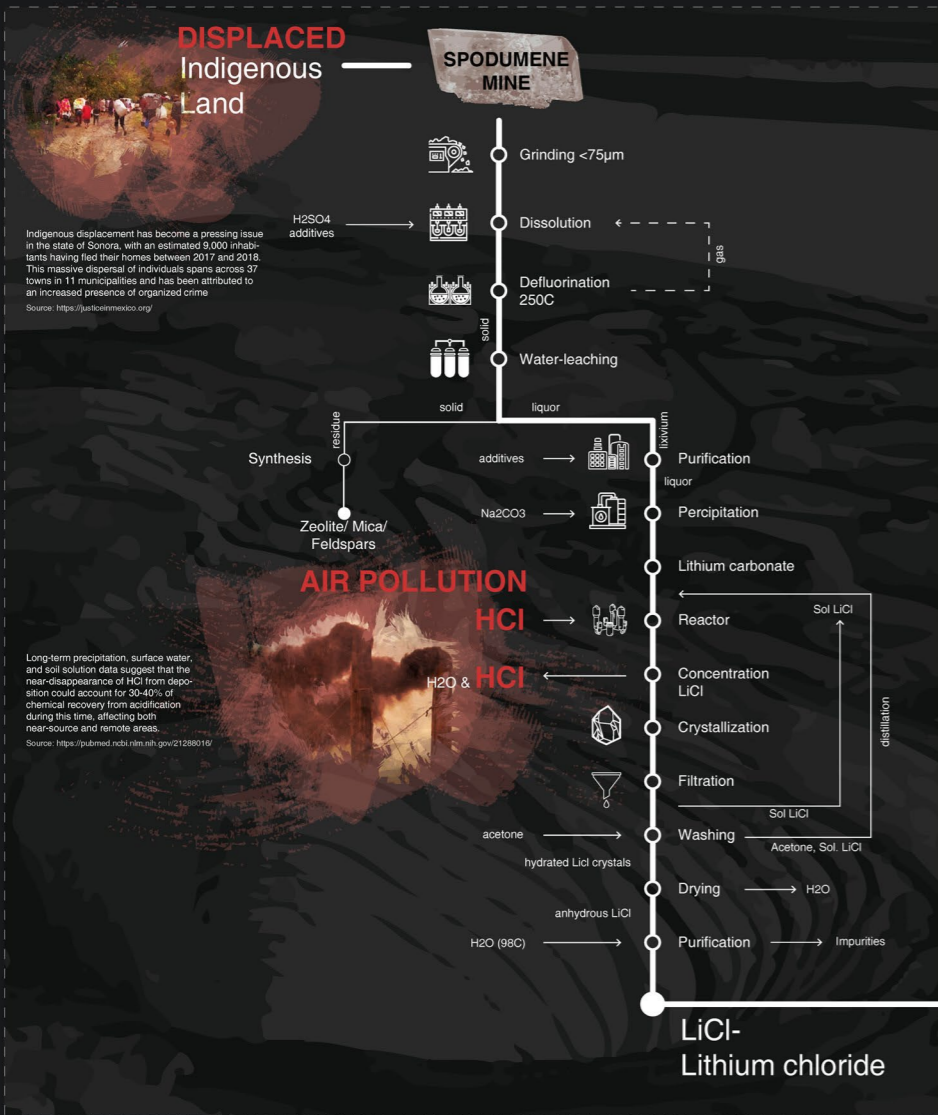 DISPLACED
Indigenous
Land
SPODUMENE
MINE
Grinding <75µm
H2SO4
additives
Dissolution
gas
Defluorination
250C
Indigenous displacement has become a pressing issue
in the state of Sonora, with an estimated 9,000 inhabi-
tants having fled their homes between 2017 and 2018.
This massive dispersal of individuals spans across 37
towns in 11 municipalities and has been attributed to
an increased presence of organized crime
Source: https://justiceinmexico.org/
solid
Water-leaching
solid
liquor
residue
lixivium
Synthesis
additives
Purification
liquor
Zeolite/ Mica/
Feldspars
Na2CO3
Percipitation
Lithium carbonate
AIR POLLUTION
HCl
Reactor
Sol LiCl
H2O & HCl
Concentration
LiCl
Long-term precipitation, surface water,
and soil solution data suggest that the
near-disappearance of HCl from depo-
sition could account for 30-40% of
chemical recovery from acidification
during this time, affecting both
near-source and remote areas.
Source: https://pubmed.ncbi.nlm.nih.gov/21288016/
Crystallization
distillation
Filtration
Sol LiCl
acetone
Washing
Acetone, Sol. LiCl
hydrated Licl crystals
Drying
H2O
anhydrous LiCl
H2O (98C)
Purification
Impurities
LiCl-
Lithium chloride